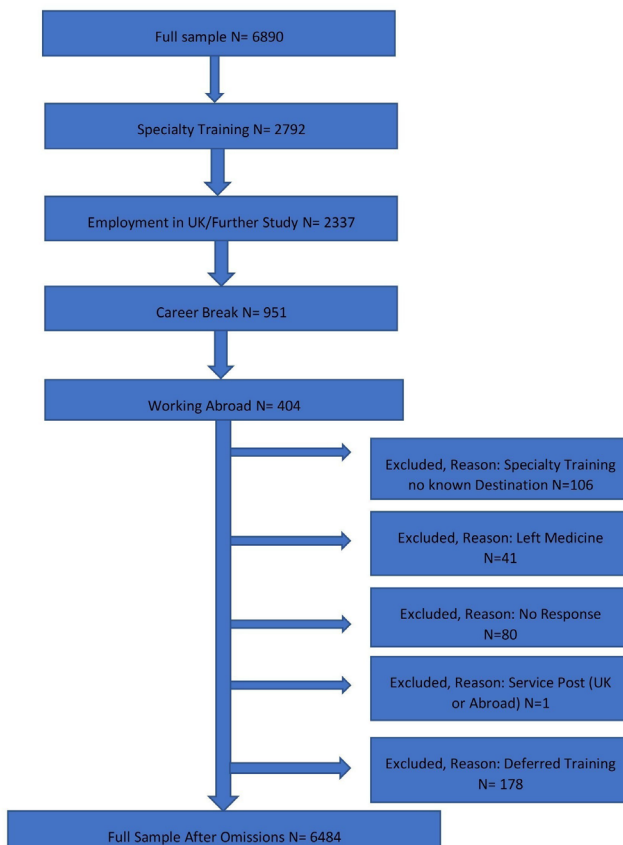 Full sample N= 6890
Specialty Training N= 2792
Employment in UK/Further Study N= 2337
Career Break N= 951
Working Abroad N= 404
Excluded, Reason: Specialty Training
no known Destination N=106
Excluded, Reason: Left Medicine
N=41
Excluded, Reason: No Response
N=80
Excluded, Reason: Service Post (UK
or Abroad) N=1
Excluded, Reason: Deferred Training
N= 178
Full Sample After Omissions N= 6484